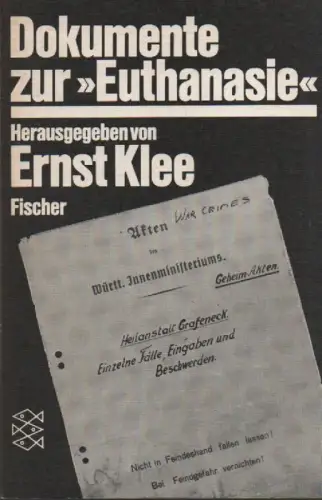 Dokumente
zur »Euthanasie«
Herausgegeben von
Ernst Klee
Fischer
WAR CRIMES
Akten
des
Württ. Innenministeriums.
Geheim-Akten.
Heilanstalt Grafeneck.
Einzelne Fälle, Eingaben und
Beschwerden.
Nicht in Feindeshand fallen lassen!
Bei Feindgefahr vernichten!